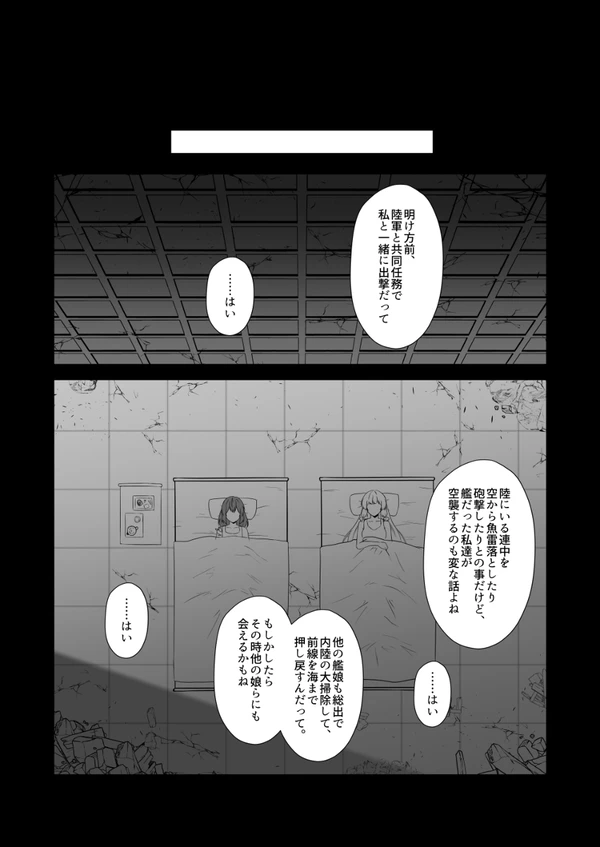 明け方前、
陸軍と共同任務で
私と一緒に出撃だって
……はい
陸にいる連中を
空から魚雷落としたり
砲撃したりとの事だけど、
艦だった私達が
空襲するのも変な話よね
……はい
他の艦娘も総出で
内陸の大掃除して、
前線を海まで
押し戻すんだって。
もしかしたら
その時他の娘らにも
会えるかもね
……はい